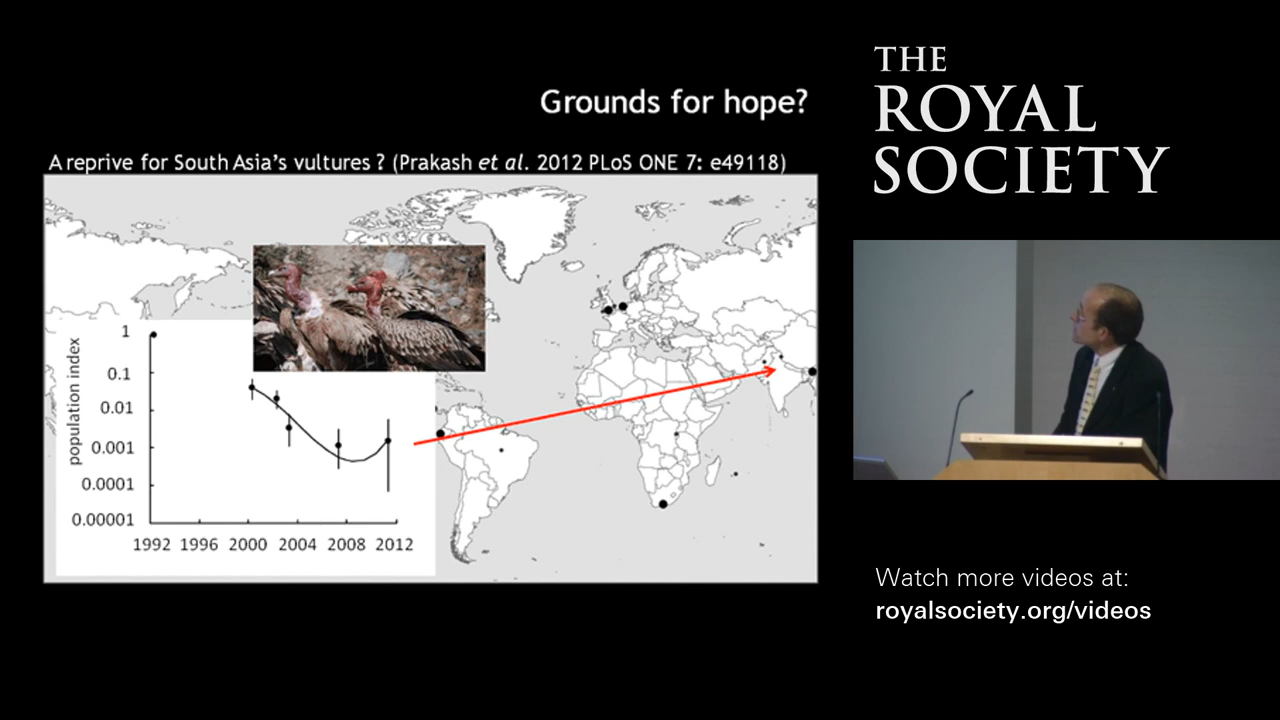 Grounds for hope?
A reprive for South Asia's vultures ? (Prakash et al. 2012 PLoS ONE 7: e49118)
population index
1
0.1
0.01
0.001
0.0001
0.00001
1992 1996 2000 2004 2008 2012
THE
ROYAL
SOCIETY
Watch more videos at:
royalsociety.org/videos